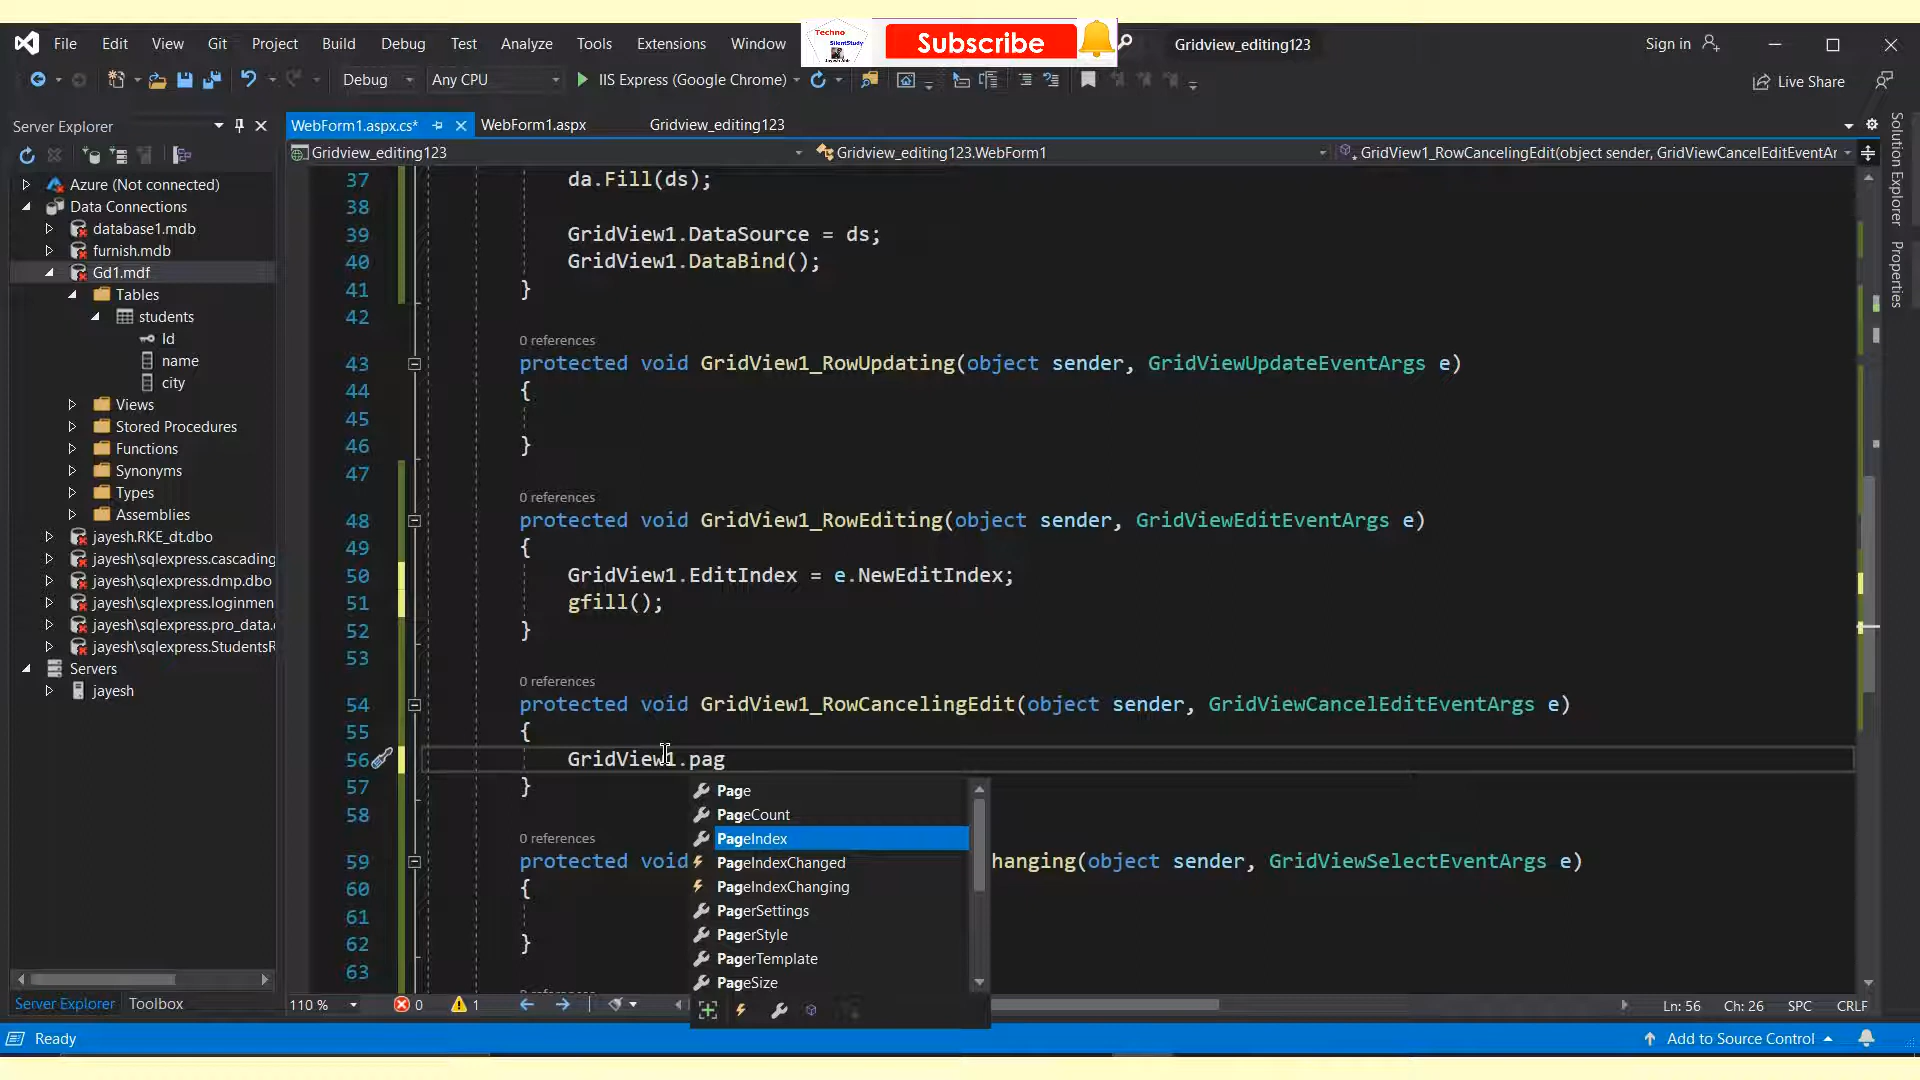 Techno
SilentStudy
Subscribe
File Edit View Git Project Build Debug Test Analyze Tools Extensions Window Gridview_editing123 Sign in
Debug Any CPU IIS Express (Google Chrome) Live Share
Server Explorer
WebForm1.aspx.cs* WebForm1.aspx Gridview_editing123
Gridview_editing123 Gridview_editing123.WebForm1 GridView1_RowCancelingEdit(object sender, GridViewCancelEditEventAr
Azure (Not connected)
Data Connections
database1.mdb
furnish.mdb
Gd1.mdf
Tables
students
Id
name
city
Views
Stored Procedures
Functions
Synonyms
Types
Assemblies
jayesh.RKE_dt.dbo
jayesh\sqlexpress.cascading
jayesh\sqlexpress.dmp.dbo
jayesh\sqlexpress.loginmen
jayesh\sqlexpress.pro_data.
jayesh\sqlexpress.StudentsR
Servers
jayesh
Server Explorer Toolbox
37 da.Fill(ds);
38
39 GridView1.DataSource = ds;
40 GridView1.DataBind();
41 }
42
0 references
43 protected void GridView1_RowUpdating(object sender, GridViewUpdateEventArgs e)
44 {
45
46 }
47
0 references
48 protected void GridView1_RowEditing(object sender, GridViewEditEventArgs e)
49 {
50 GridView1.EditIndex = e.NewEditIndex;
51 gfill();
52 }
53
0 references
54 protected void GridView1_RowCancelingEdit(object sender, GridViewCancelEditEventArgs e)
55 {
56 GridView1.pag
57 }
58
0 references
59 protected void hanging(object sender, GridViewSelectEventArgs e)
60 {
61
62 }
63
Page
PageCount
PageIndex
PageIndexChanged
PageIndexChanging
PagerSettings
PagerStyle
PagerTemplate
PageSize
110 % 0 1 Ln: 56 Ch: 26 SPC CRLF
Ready Add to Source Control
Solution Explorer
Properties